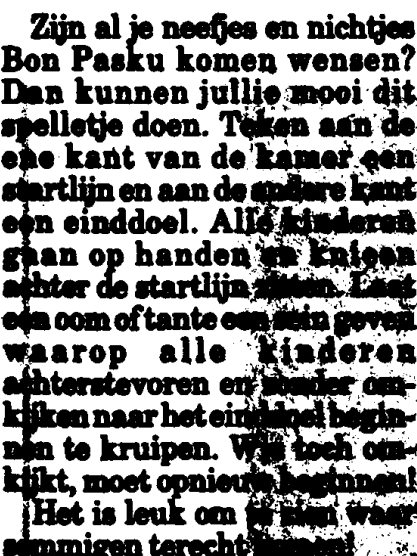 Zijn al je neefjes en nichtjes
Bon Pasku komen wensen?
Dan kunnen jullie mooi dit
spelletje doen. Teken aan de
ene kant van de kamer een
startlijn en aan de andere kant
een einddoel. Alle kinderen
gaan op handen en knieen
achter de startlijn zitten. Laat
een oom of tante een sein geven
waarop alle kinderen
achterstevoren en zonder om-
kijken naar het einddoel begin-
nen te kruipen. Wie toch om-
kijkt, moet opnieuw beginnen!
Het is leuk om te zien waar
sommigen terecht komen!